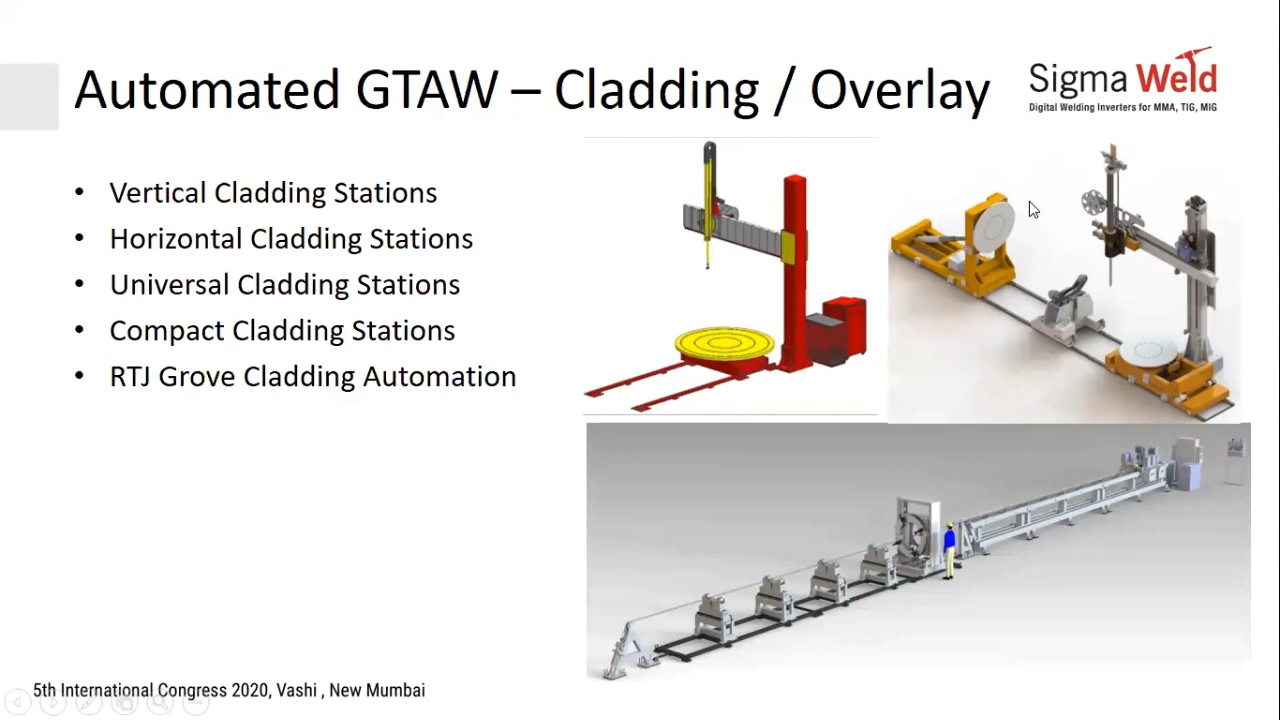 Automated GTAW – Cladding / Overlay
Sigma Weld
Digital Welding Inverters for MMA, TIG, MIG
• Vertical Cladding Stations
• Horizontal Cladding Stations
• Universal Cladding Stations
• Compact Cladding Stations
• RTJ Grove Cladding Automation
5th International Congress 2020, Vashi , New Mumbai